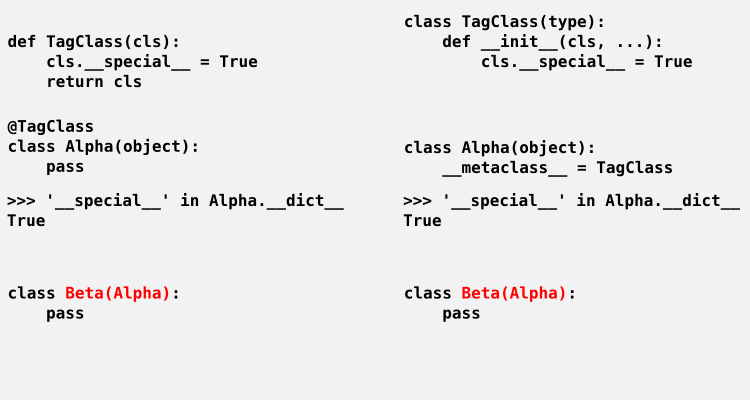 def TagClass(cls):
    cls.__special__ = True
    return cls
@TagClass
class Alpha(object):
    pass
>>> '__special__' in Alpha.__dict__
True
class Beta(Alpha):
    pass
class TagClass(type):
    def __init__(cls, ...):
        cls.__special__ = True
class Alpha(object):
    __metaclass__ = TagClass
>>> '__special__' in Alpha.__dict__
True
class Beta(Alpha):
    pass